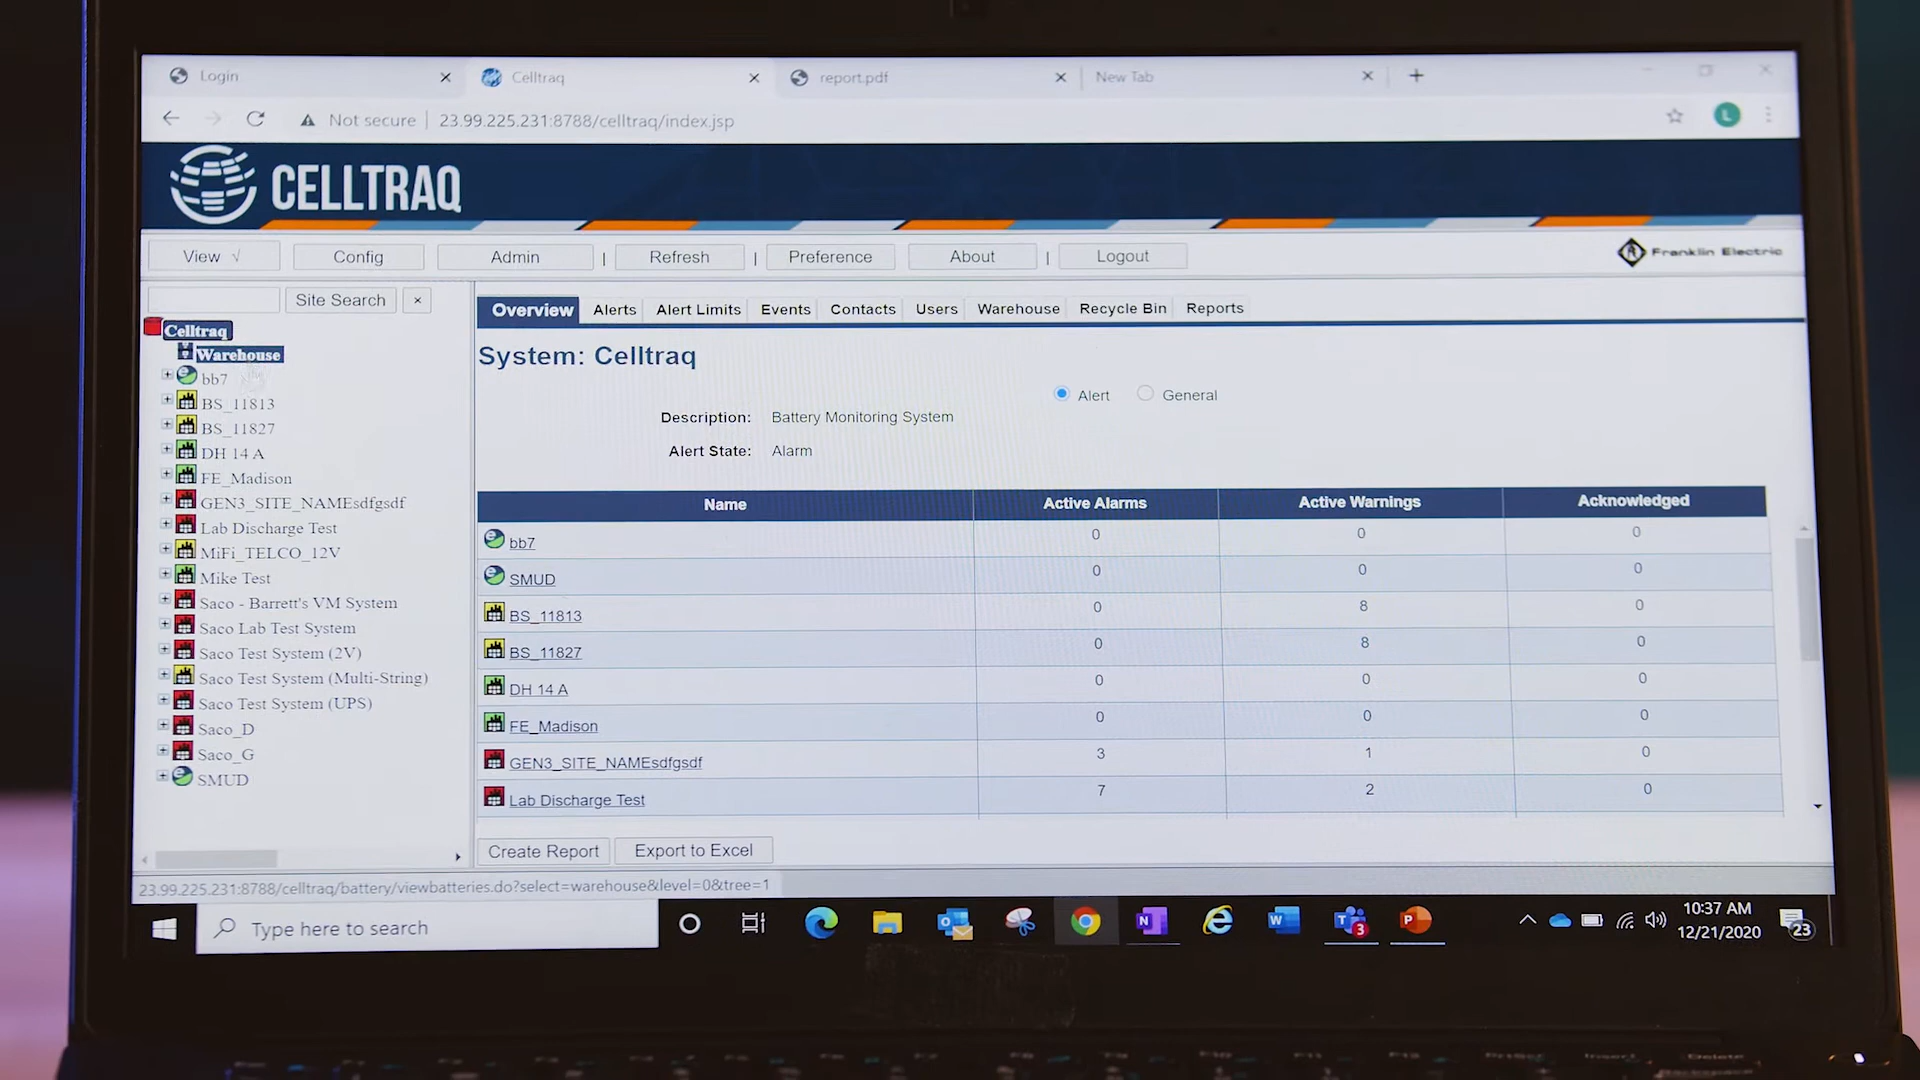 Login
Celltraq
report.pdf
New Tab
Not secure
23.99.225.231:8788/celltraq/index.jsp
L
CELLTRAQ
View √
Config
Admin
|
Refresh
|
Preference
About
|
Logout
Franklin Electric
Site Search
×
Overview
Alerts
Alert Limits
Events
Contacts
Users
Warehouse
Recycle Bin
Reports
Celltraq
Warehouse
bb7
BS_11813
BS_11827
DH 14 A
FE_Madison
GEN3_SITE_NAMEsdfgsdf
Lab Discharge Test
MiFi_TELCO_12V
Mike Test
Saco - Barrett's VM System
Saco Lab Test System
Saco Test System (2V)
Saco Test System (Multi-String)
Saco Test System (UPS)
Saco_D
Saco_G
SMUD
System: Celltraq
Alert
General
Description: Battery Monitoring System
Alert State: Alarm
Name Active Alarms Active Warnings Acknowledged
bb7 0 0 0
SMUD 0 0 0
BS_11813 0 8 0
BS_11827 0 8 0
DH 14 A 0 0 0
FE_Madison 0 0 0
GEN3_SITE_NAMEsdfgsdf 3 1 0
Lab Discharge Test 7 2 0
Create Report
Export to Excel
23.99.225.231:8788/celltraq/battery/viewbatteries.do?select=warehouse&level=0&tree=1
Type here to search
3
10:37 AM
12/21/2020
23
Insert
Delete
Backspace